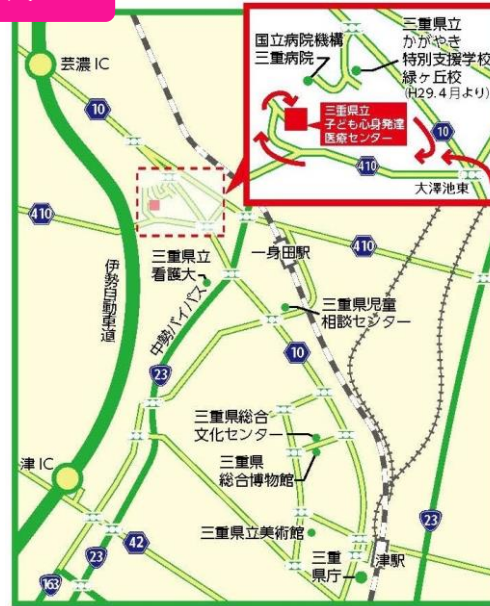 芸濃IC
国立病院機構
三重病院
三重県立
かがやき
特別支援学校
緑ヶ丘校
(H29.4月より)
10
三重県立
子ども心身発達
医療センター
10
410
大澤池東
410
三重県立
看護大
一身田駅
410
伊勢自動車道
中勢バイパス
三重県児童
相談センター
10
23
三重県総合
文化センター
三重県
総合博物館
津IC
三重県立美術館
23
42
23
163
三重
県庁
津駅